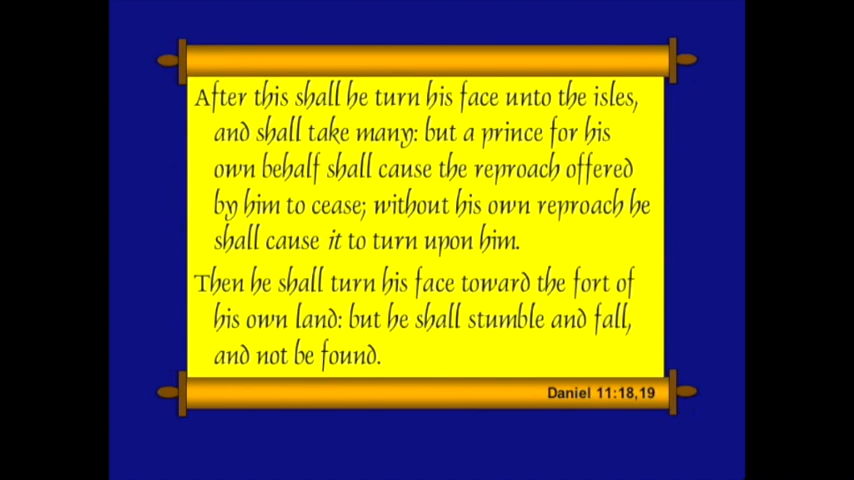 After this shall he turn his face unto the isles,
and shall take many: but a prince for his
own behalf shall cause the reproach offered
by him to cease; without his own reproach he
shall cause it to turn upon him.
Then he shall turn his face toward the fort of
his own land: but he shall stumble and fall,
and not be found.
Daniel 11:18,19